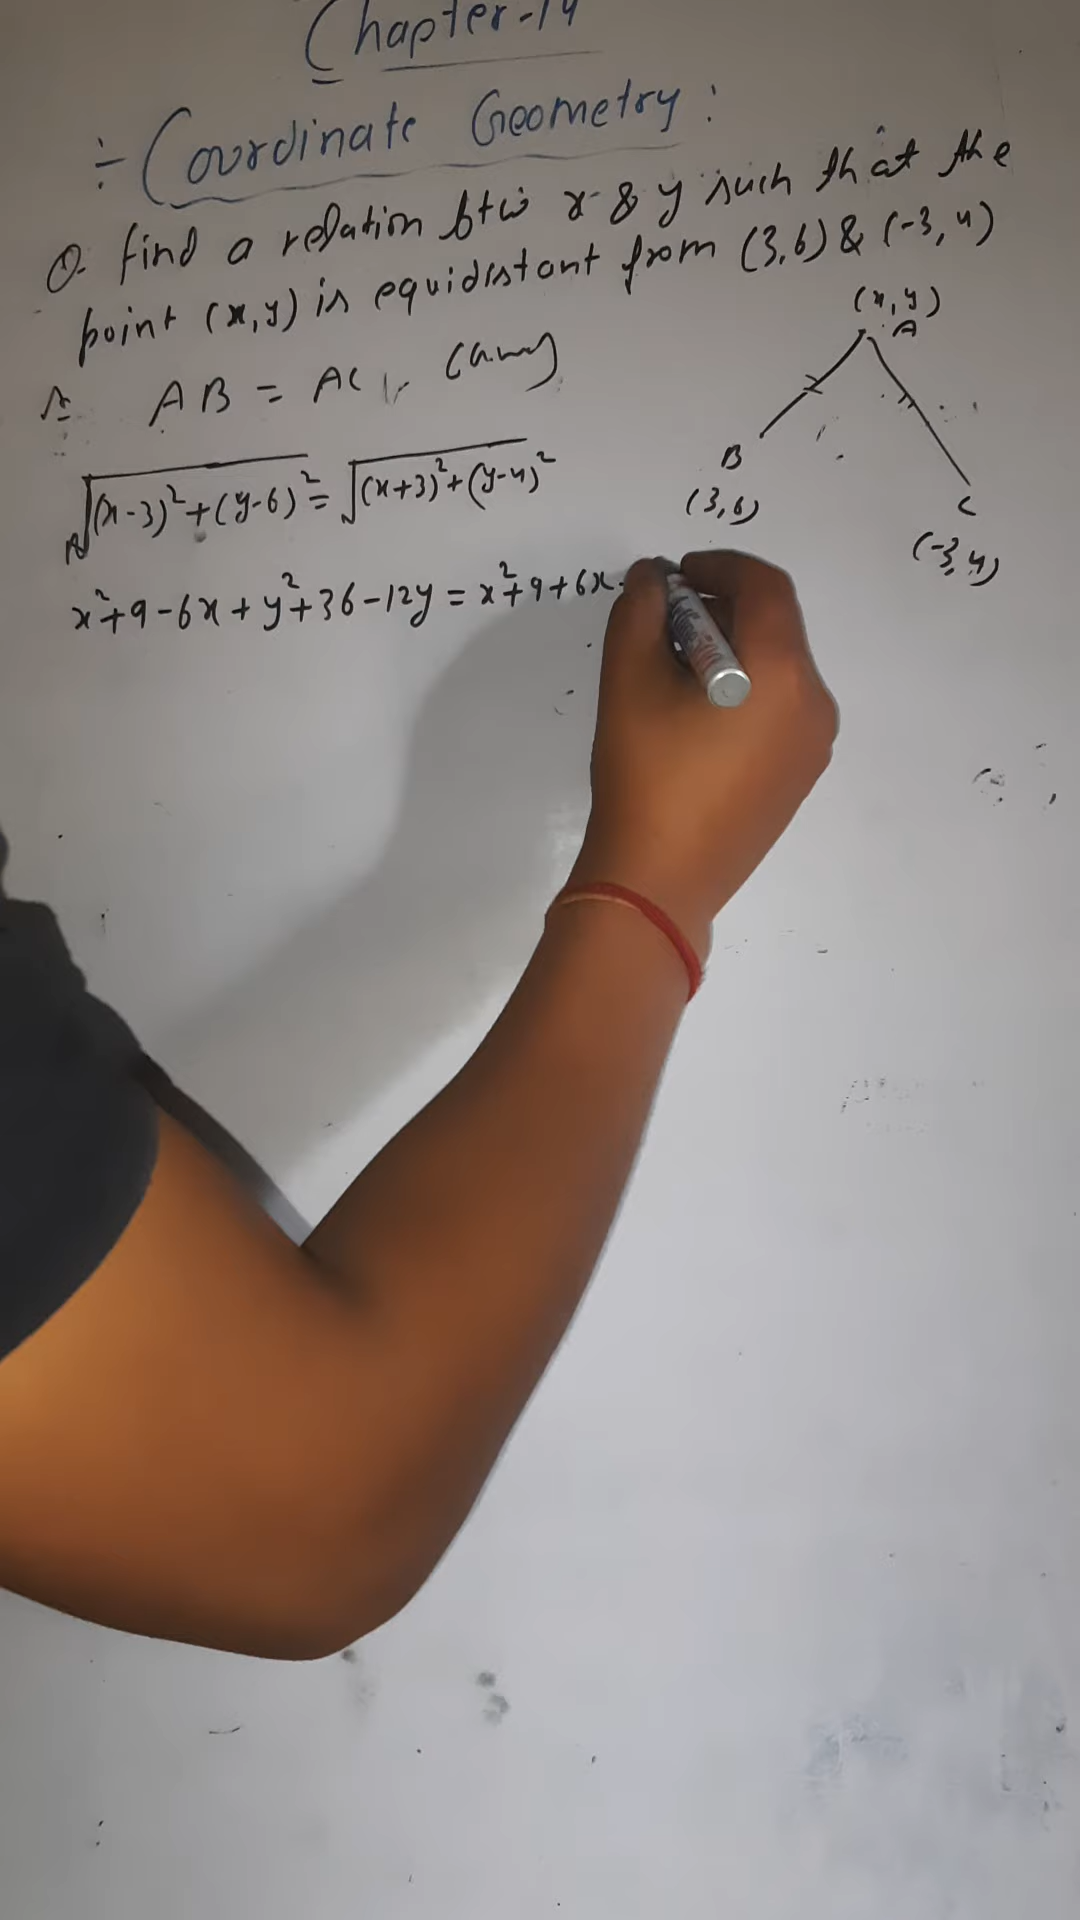 Chapter-14
÷ Coordinate Geometry :
Q. find a relation btw x & y such that the
point (x,y) is equidistant from (3,6) & (-3,4)
(x,y)
A
AB = AC
B
(3,6)
C
(-3,4)
√(x-3)²+(y-6)² = √(x+3)²+(y-4)²
x²+9-6x+y²+36-12y = x²+9+6x